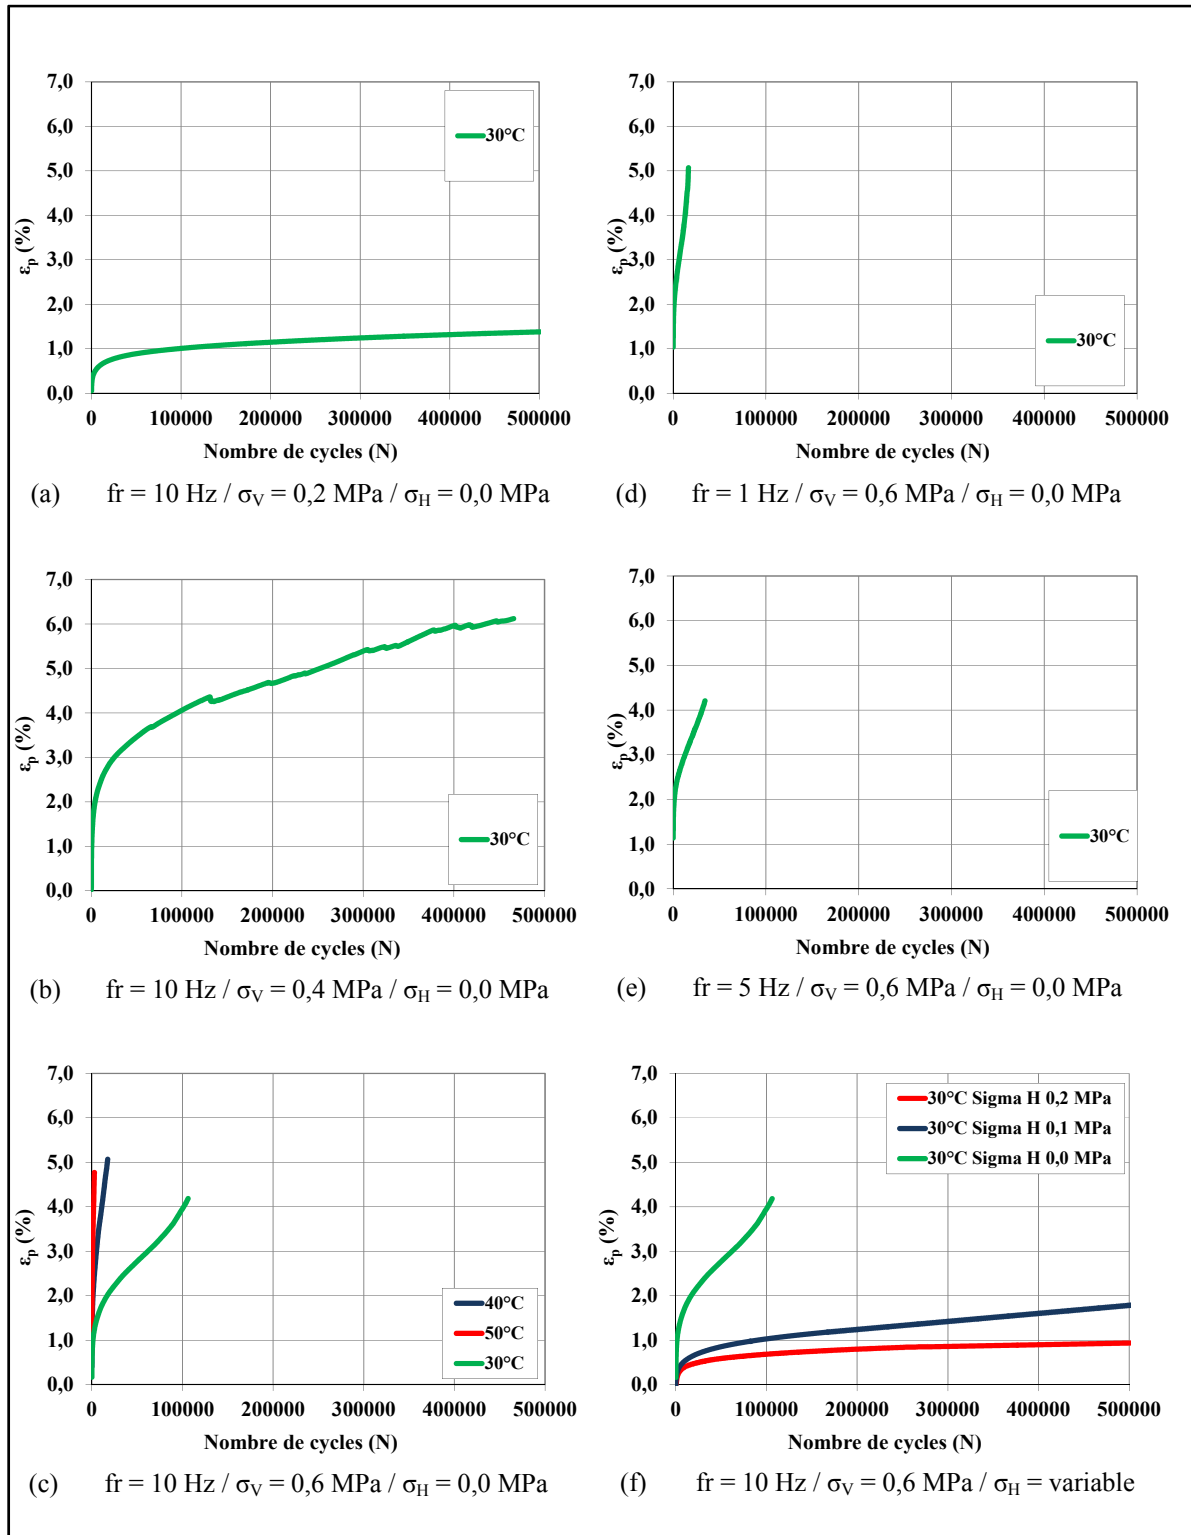 7,0
6,0
5,0
4,0
3,0
2,0
1,0
0,0
εp (%)
30°C
0 100000 200000 300000 400000 500000
Nombre de cycles (N)
(a) fr = 10 Hz / σV = 0,2 MPa / σH = 0,0 MPa
7,0
6,0
5,0
4,0
3,0
2,0
1,0
0,0
εp (%)
30°C
0 100000 200000 300000 400000 500000
Nombre de cycles (N)
(d) fr = 1 Hz / σV = 0,6 MPa / σH = 0,0 MPa
7,0
6,0
5,0
4,0
3,0
2,0
1,0
0,0
εp (%)
30°C
0 100000 200000 300000 400000 500000
Nombre de cycles (N)
(b) fr = 10 Hz / σV = 0,4 MPa / σH = 0,0 MPa
7,0
6,0
5,0
4,0
3,0
2,0
1,0
0,0
εp (%)
30°C
0 100000 200000 300000 400000 500000
Nombre de cycles (N)
(e) fr = 5 Hz / σV = 0,6 MPa / σH = 0,0 MPa
7,0
6,0
5,0
4,0
3,0
2,0
1,0
0,0
εp (%)
40°C
50°C
30°C
0 100000 200000 300000 400000 500000
Nombre de cycles (N)
(c) fr = 10 Hz / σV = 0,6 MPa / σH = 0,0 MPa
7,0
6,0
5,0
4,0
3,0
2,0
1,0
0,0
εp (%)
30°C Sigma H 0,2 MPa
30°C Sigma H 0,1 MPa
30°C Sigma H 0,0 MPa
0 100000 200000 300000 400000 500000
Nombre de cycles (N)
(f) fr = 10 Hz / σV = 0,6 MPa / σH = variable